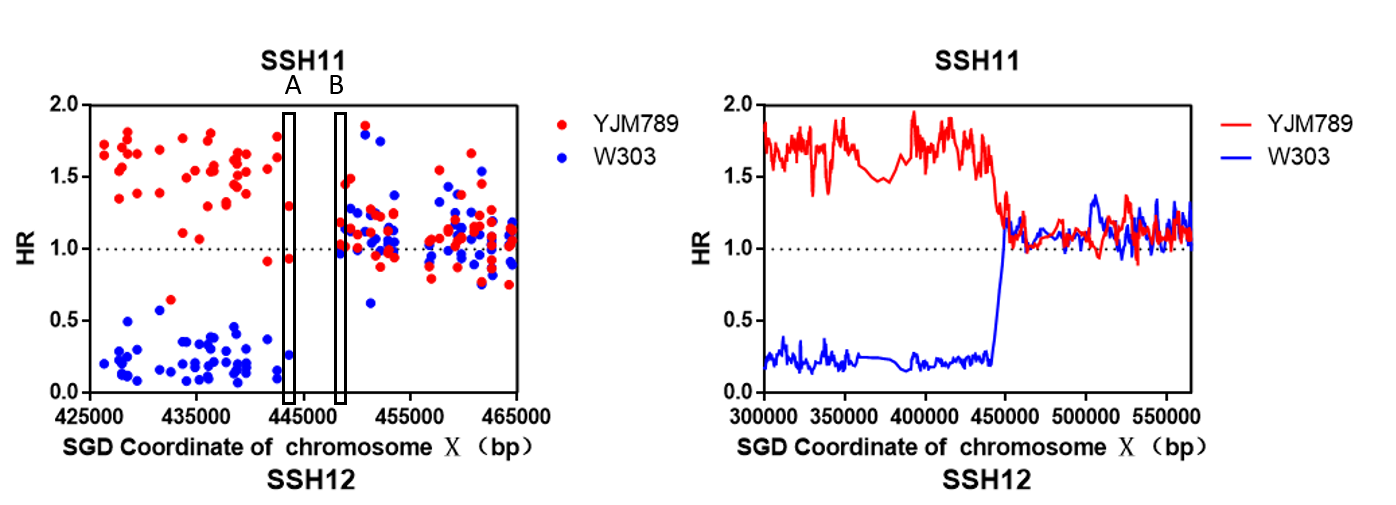 SSH11
A B
2.0
1.5
1.0
0.5
0.0
HR
425000 435000 445000 455000 465000
SGD Coordinate of chromosome Ⅹ（bp）
SSH12
YJM789
W303
SSH11
2.0
1.5
1.0
0.5
0.0
HR
300000 350000 400000 450000 500000 550000
SGD Coordinate of chromosome Ⅹ（bp）
SSH12
YJM789
W303